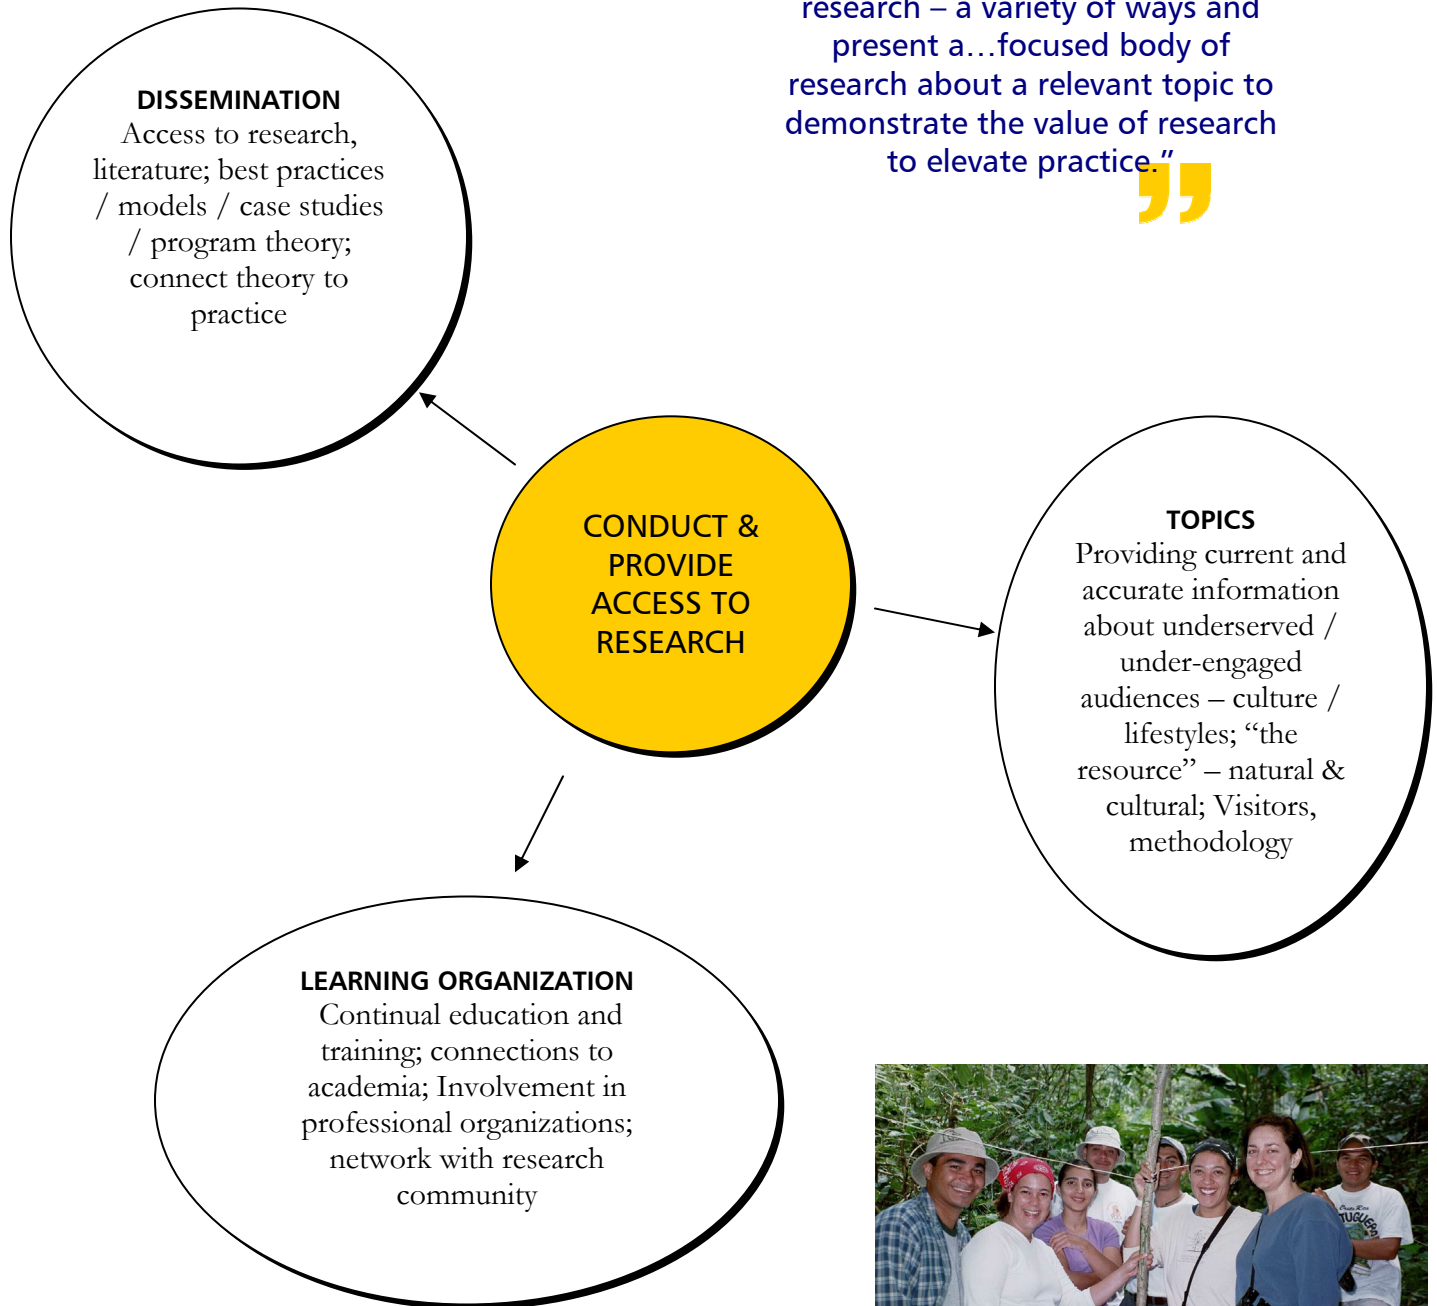 research – a variety of ways and
present a…focused body of
research about a relevant topic to
demonstrate the value of research
to elevate practice.”
DISSEMINATION
Access to research,
literature; best practices
/ models / case studies
/ program theory;
connect theory to
practice
CONDUCT &
PROVIDE
ACCESS TO
RESEARCH
TOPICS
Providing current and
accurate information
about underserved /
under-engaged
audiences – culture /
lifestyles; “the
resource” – natural &
cultural; Visitors,
methodology
LEARNING ORGANIZATION
Continual education and
training; connections to
academia; Involvement in
professional organizations;
network with research
community